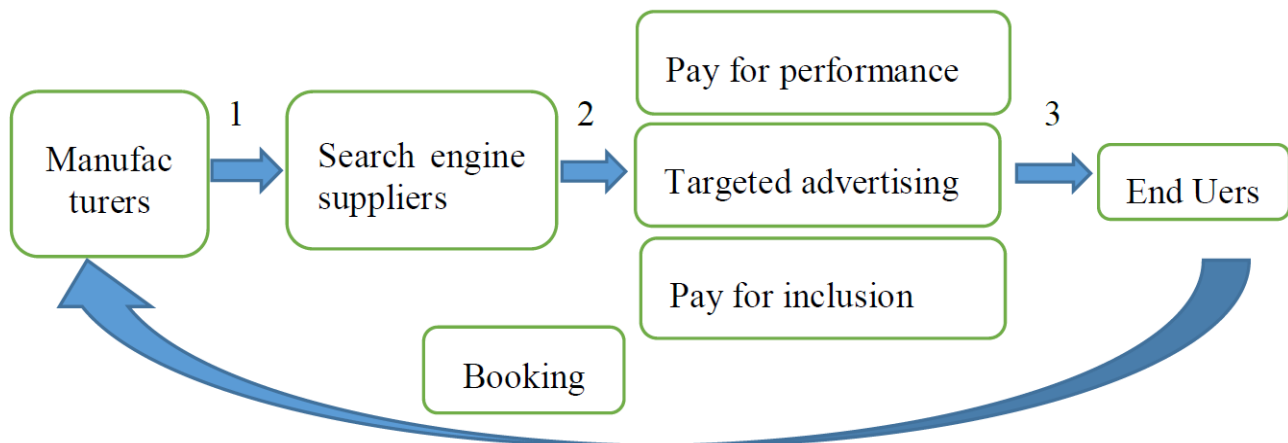 Manufac
turers
1
Search engine
suppliers
2
Pay for performance
Targeted advertising
Pay for inclusion
3
End Uers
Booking